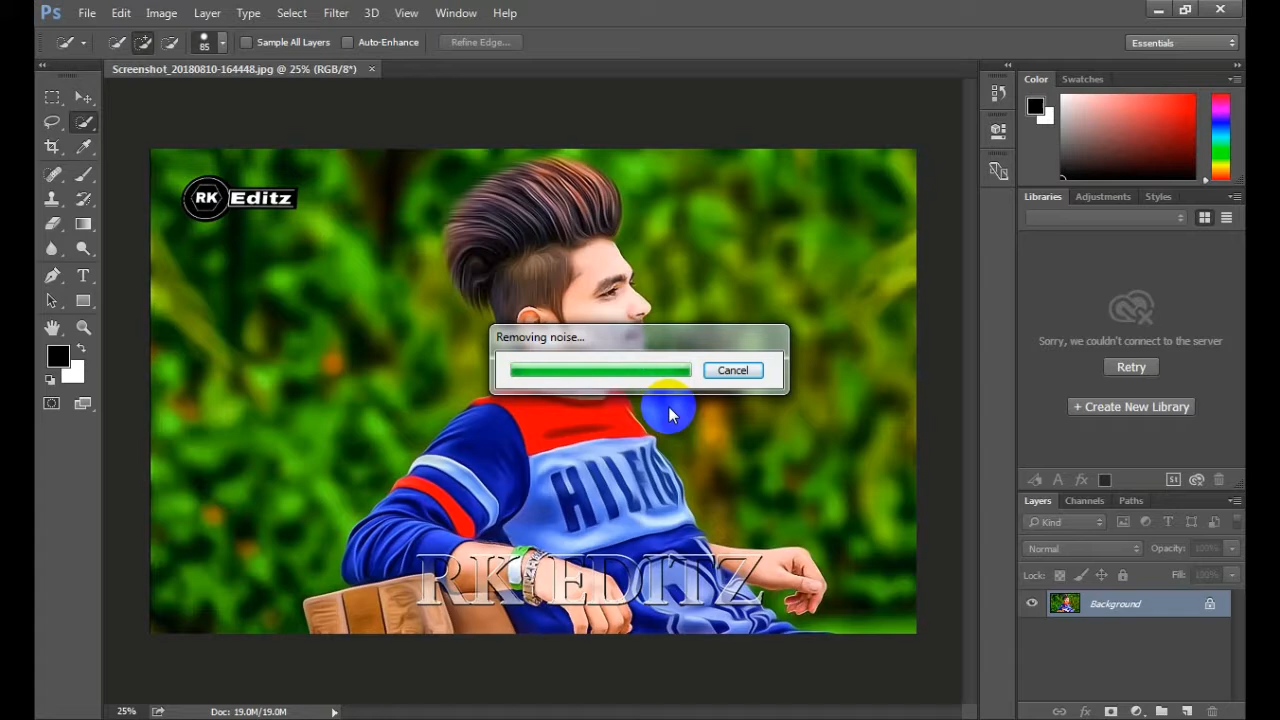 Ps File Edit Image Layer Type Select Filter 3D View Window Help
85 Sample All Layers Auto-Enhance Refine Edge... Essentials
Screenshot_20180810-164448.jpg @ 25% (RGB/8*) ×
Color Swatches
RK Editz
Libraries Adjustments Styles
Removing noise...
Cancel
Sorry, we couldn't connect to the server
Retry
+ Create New Library
HILFIG
St
Layers Channels Paths
Kind
Normal Opacity: 100%
Lock: Fill: 100%
RK EDITZ
Background
25% Doc: 19.0M/19.0M